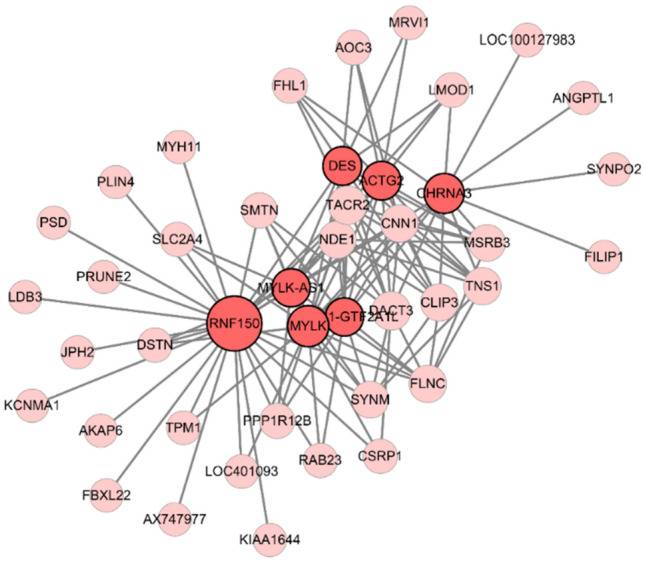 MRVI1
AOC3
LOC100127983
FHL1
LMOD1
ANGPTL1
MYH11
DES
ACTG2
CHRNA3
SYNPO2
PLIN4
TACR2
SMTN
CNN1
PSD
SLC2A4
NDE1
MSRB3
FILIP1
PRUNE2
MYLK-AS1
TNS1
LDB3
CLIP3
RNF150
MYLK
1-GTF2A1L
DACT3
JPH2
DSTN
FLNC
KCNMA1
SYNM
AKAP6
TPM1
PPP1R12B
RAB23
CSRP1
LOC401093
FBXL22
AX747977
KIAA1644